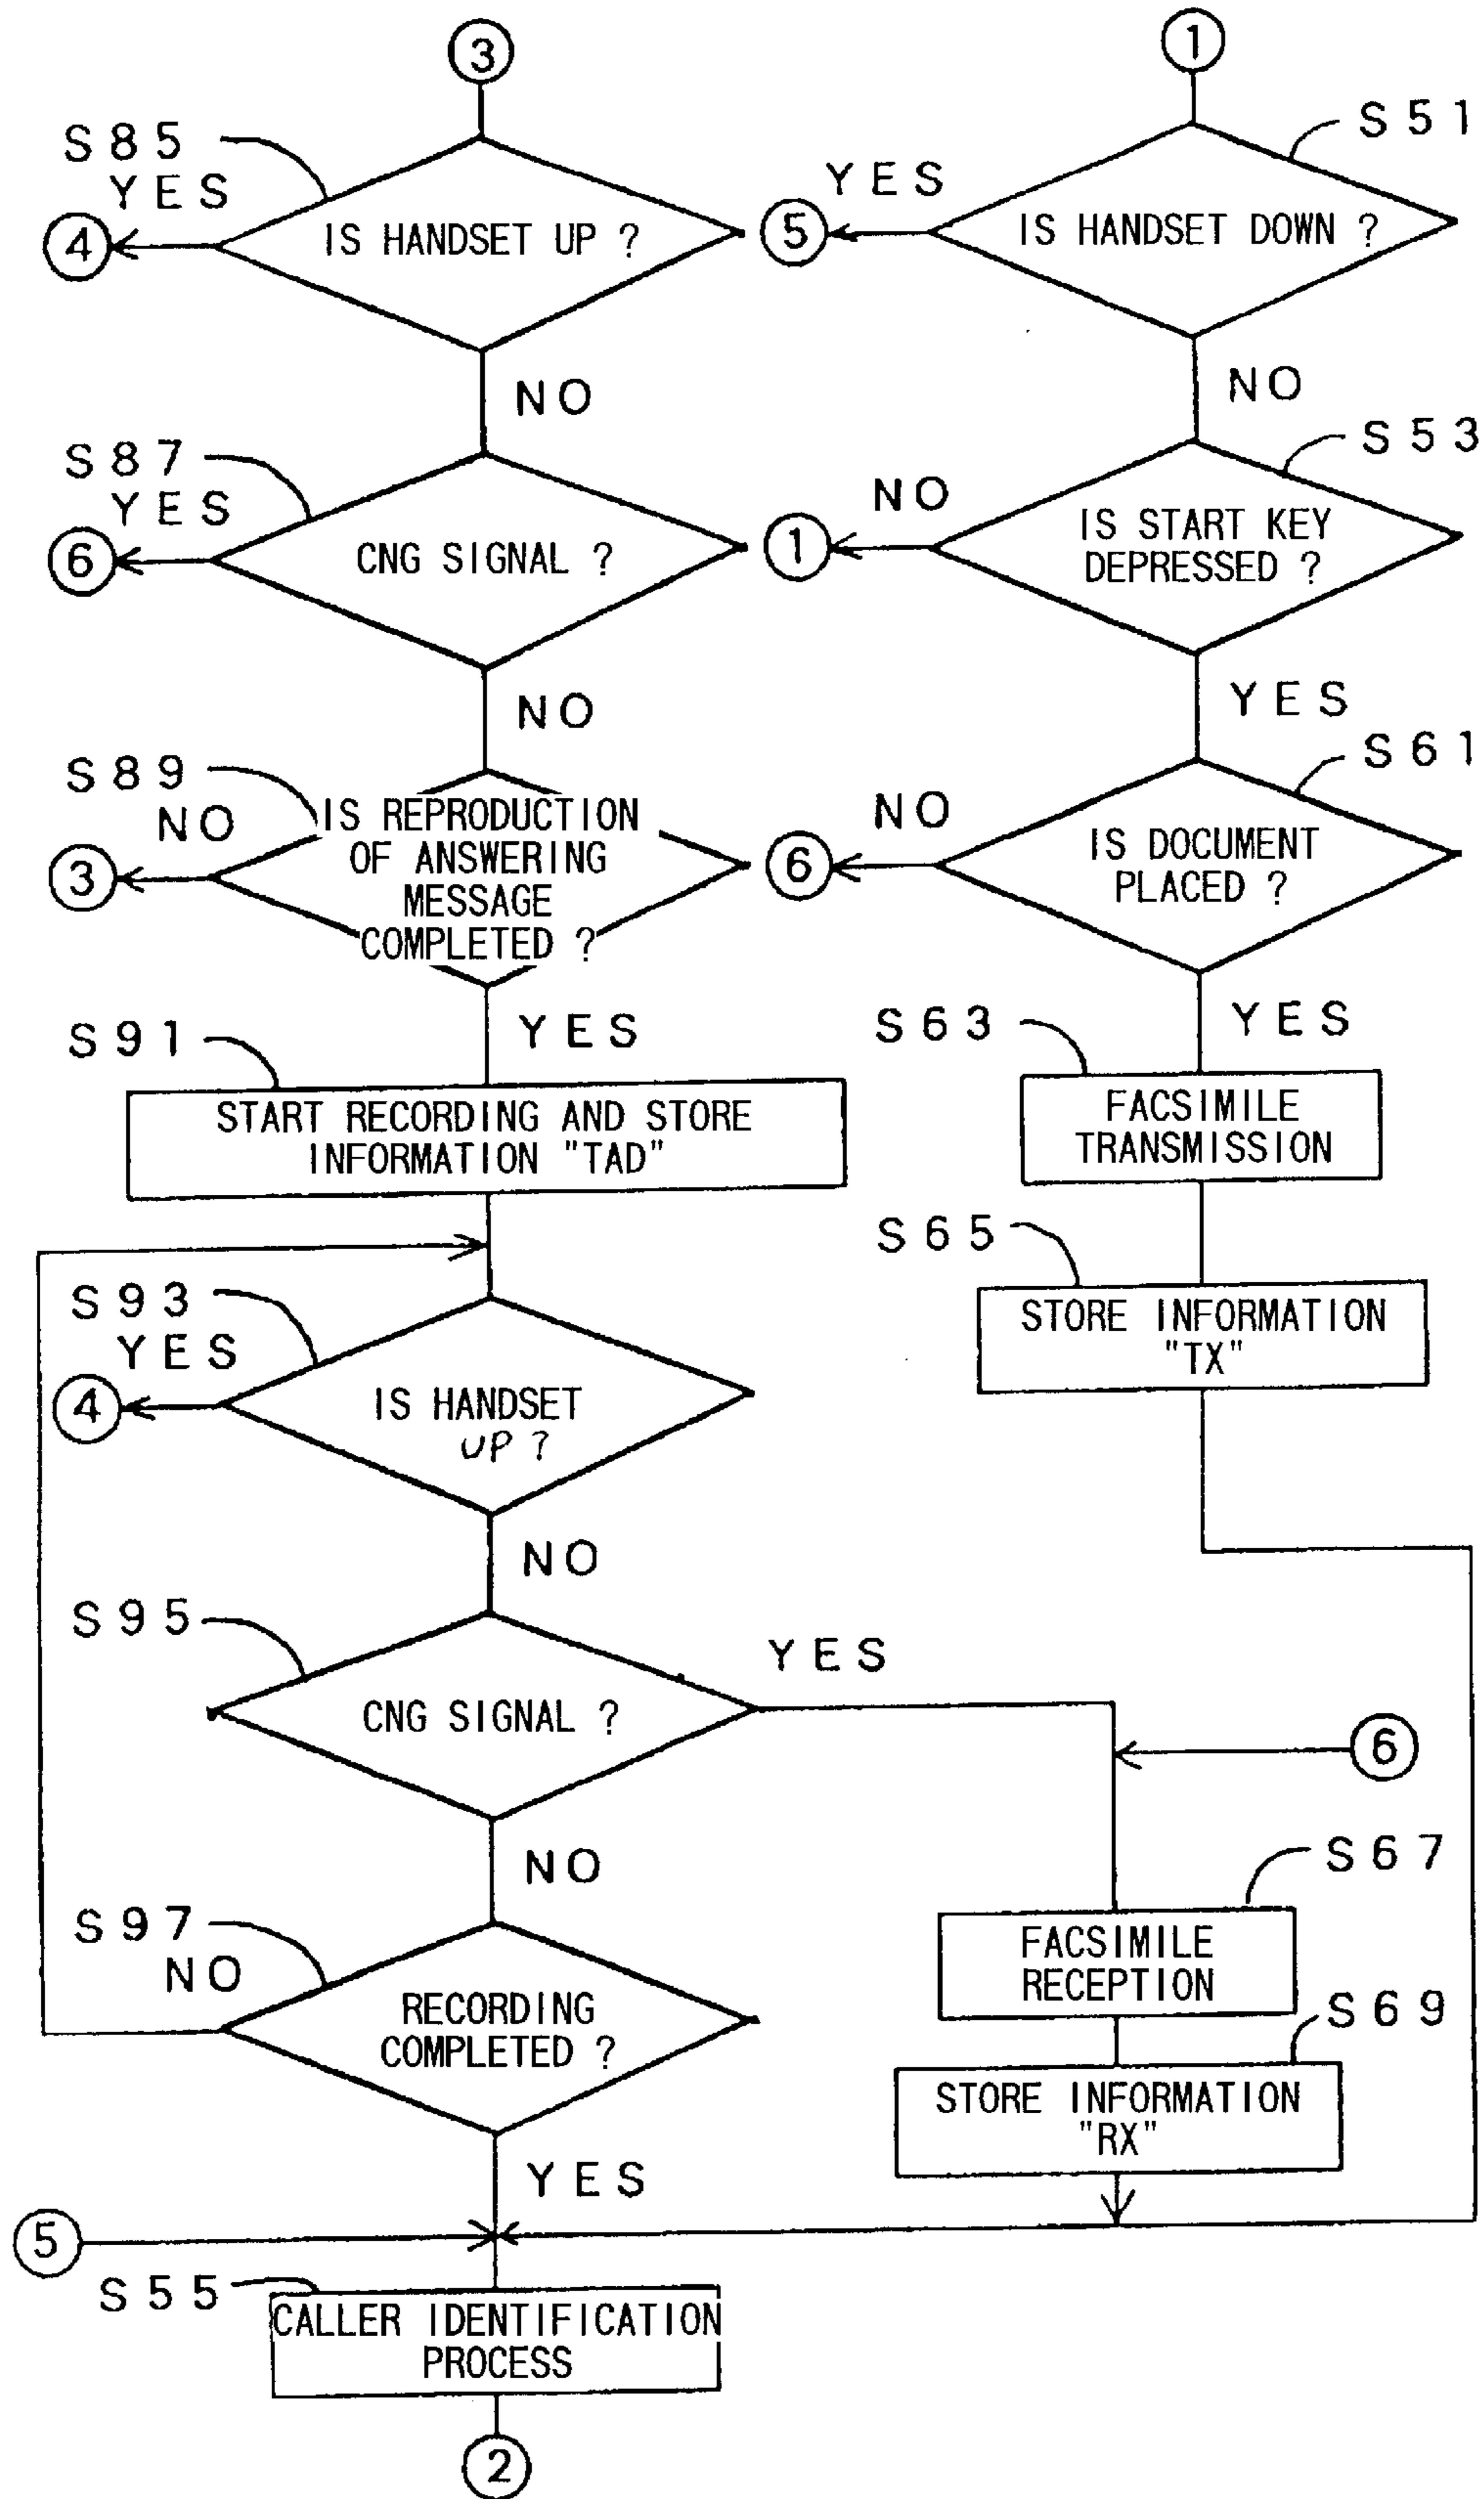 3
S85
YES
4
IS HANDSET UP ?
NO
S87
YES
6
CNG SIGNAL ?
NO
S89
NO
3
IS REPRODUCTION
OF ANSWERING
MESSAGE
COMPLETED ?
YES
S91
START RECORDING AND STORE
INFORMATION "TAD"
S93
YES
4
IS HANDSET
UP ?
NO
S95
CNG SIGNAL ?
YES
NO
S97
NO
RECORDING
COMPLETED ?
YES
5
S55
CALLER IDENTIFICATION
PROCESS
2
1
S51
YES
5
IS HANDSET DOWN ?
NO
S53
NO
1
IS START KEY
DEPRESSED ?
YES
S61
NO
6
IS DOCUMENT
PLACED ?
YES
S63
FACSIMILE
TRANSMISSION
S65
STORE INFORMATION
"TX"
6
S67
FACSIMILE
RECEPTION
S69
STORE INFORMATION
"RX"